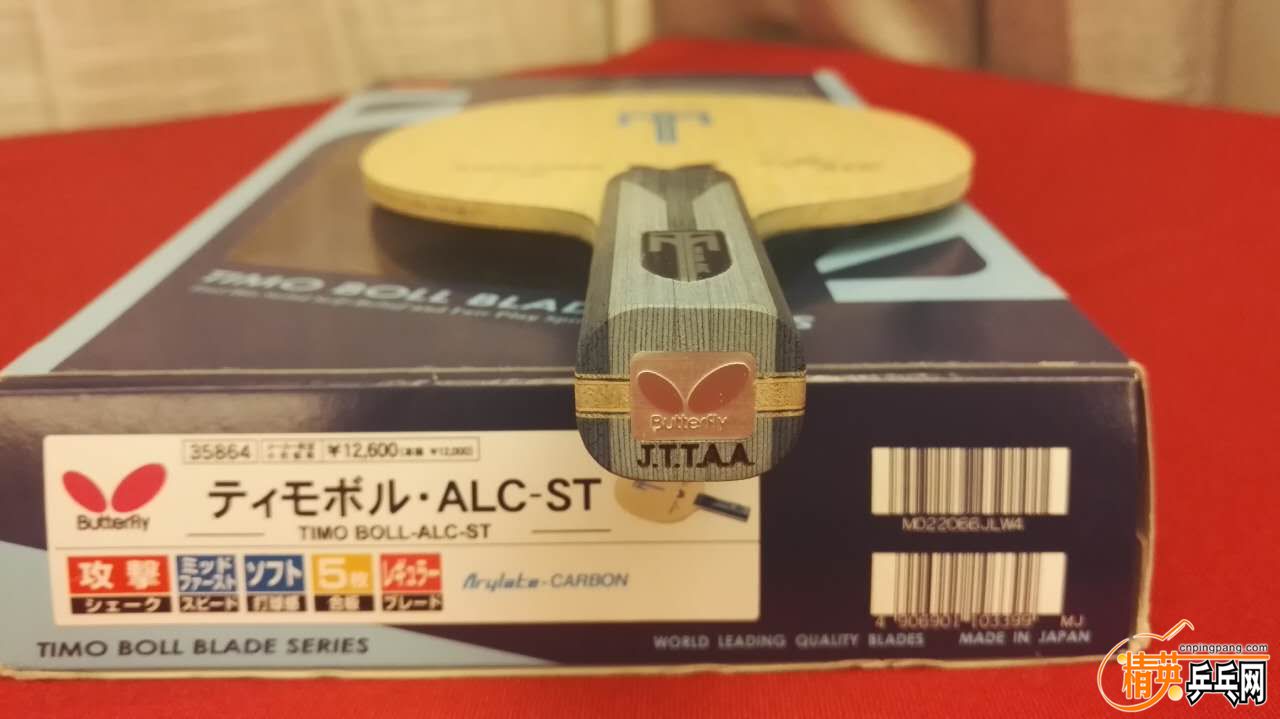 T
TIMO BOLL BLADE
S
Butterfly
J.T.T.A.A.
35864
¥12,600
Butterfly
ティモボル・ALC-ST
TIMO BOLL-ALC-ST
攻撃
シェーク
ミッドファースト
スピード
ソフト
打球感
5枚
合板
レギュラー
ブレード
Arylate-CARBON
MD22066JLW4
4 906901 103399 MJ
TIMO BOLL BLADE SERIES
WORLD LEADING QUALITY BLADES MADE IN JAPAN
cnpingpang.com
精英乒乓网